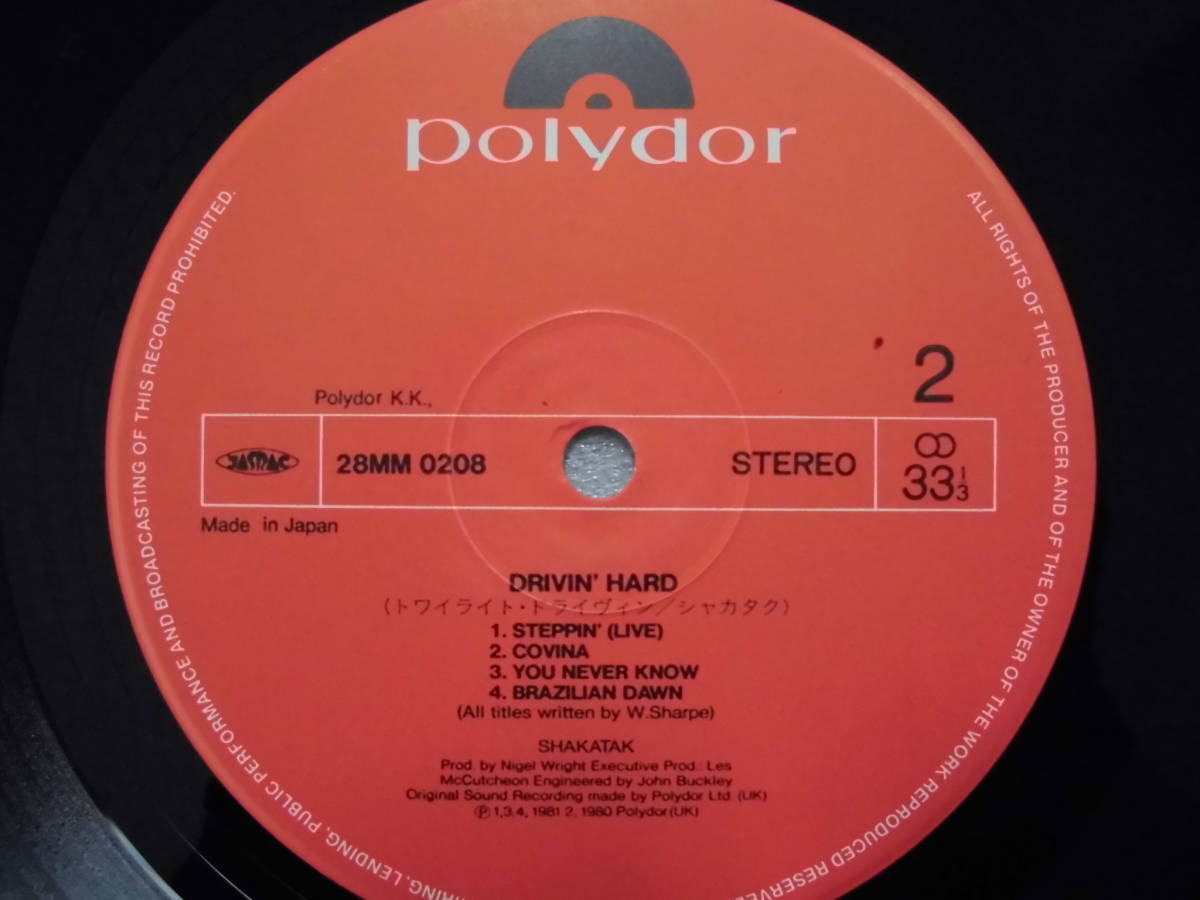 polydor
2
Polydor K.K.,
JASRAC
28MM 0208
STEREO
33 1/3
Made in Japan
DRIVIN' HARD
(トワイライト・ドライヴィン/シャカタク)
1. STEPPIN' (LIVE)
2. COVINA
3. YOU NEVER KNOW
4. BRAZILIAN DAWN
(All titles written by W.Sharpe)
SHAKATAK
Prod. by Nigel Wright Executive Prod.: Les
McCutcheon Engineered by John Buckley
Original Sound Recording made by Polydor Ltd. (UK)
Ⓟ 1,3,4, 1981 2, 1980 Polydor (UK)
ALL RIGHTS OF THE PRODUCER AND OF THE OWNER OF THE WORK REPRODUCED
LENDING, PUBLIC PERFORMANCE AND BROADCASTING OF THIS RECORD PROHIBITED.